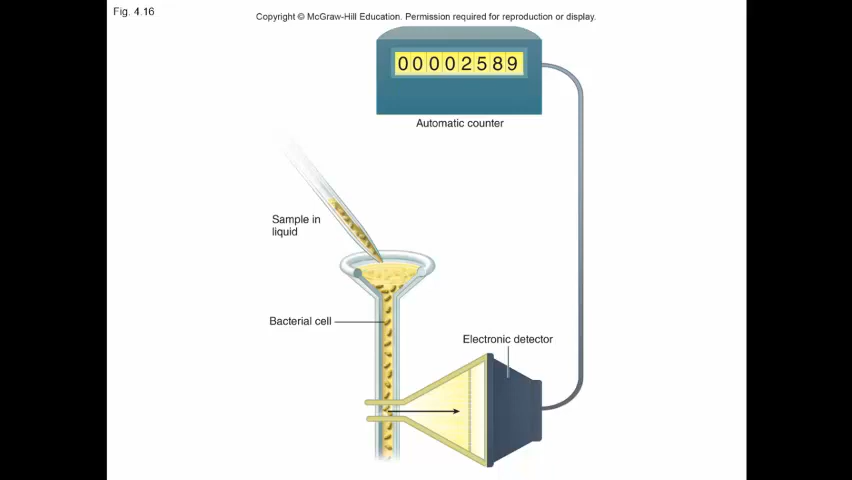 Fig. 4.16
Copyright © McGraw-Hill Education. Permission required for reproduction or display.
00002589
Automatic counter
Sample in
liquid
Bacterial cell
Electronic detector